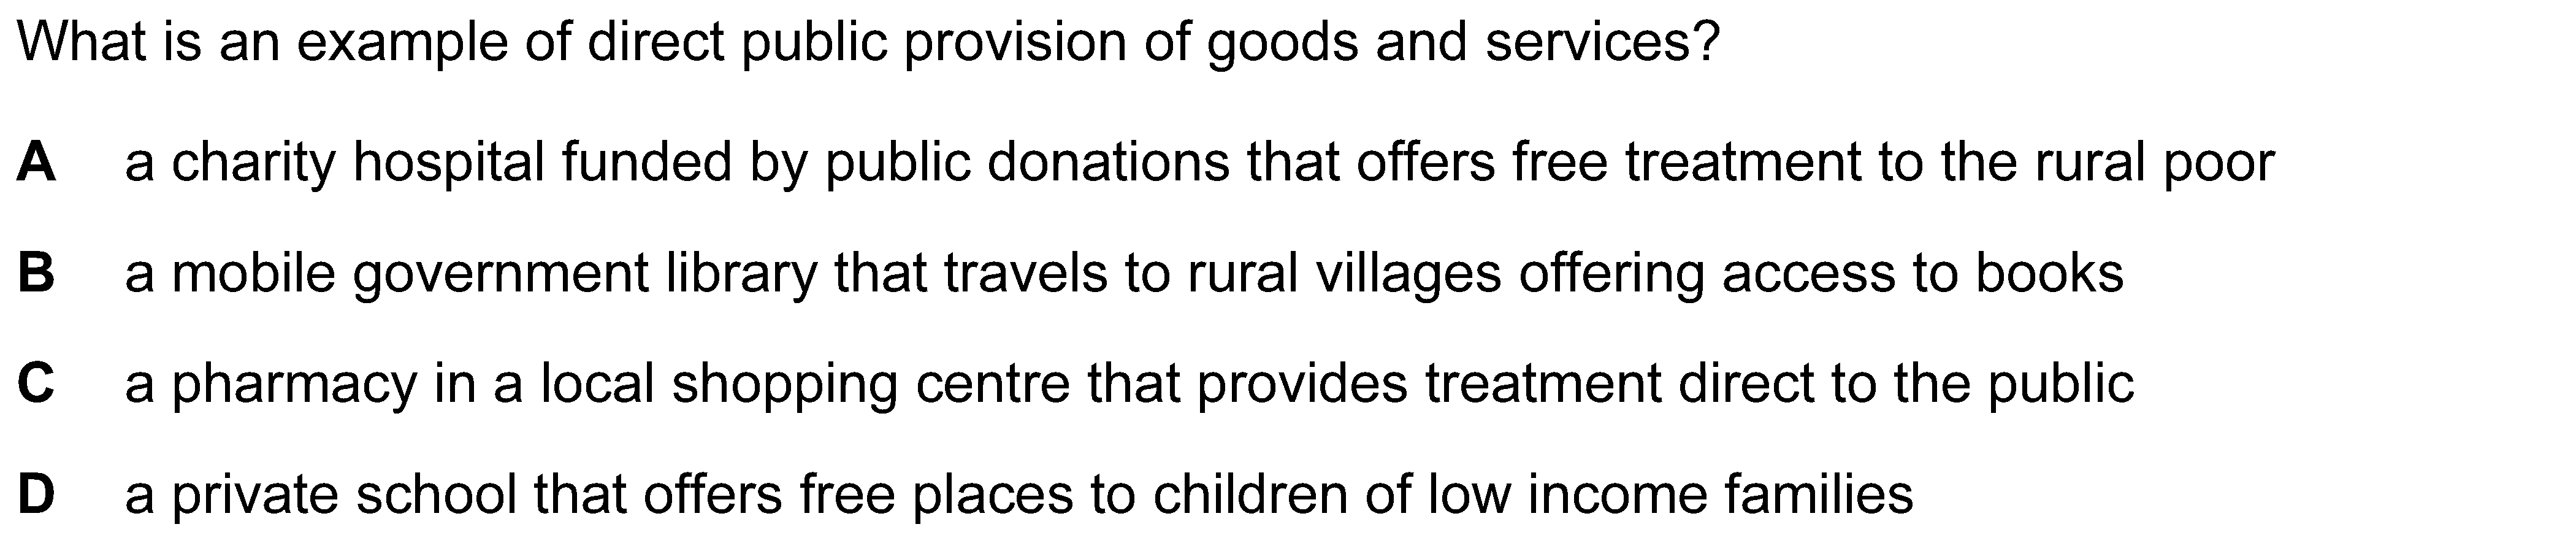 What is an example of direct public provision of goods and services?
A a charity hospital funded by public donations that offers free treatment to the rural poor
B a mobile government library that travels to rural villages offering access to books
C a pharmacy in a local shopping centre that provides treatment direct to the public
D a private school that offers free places to children of low income families